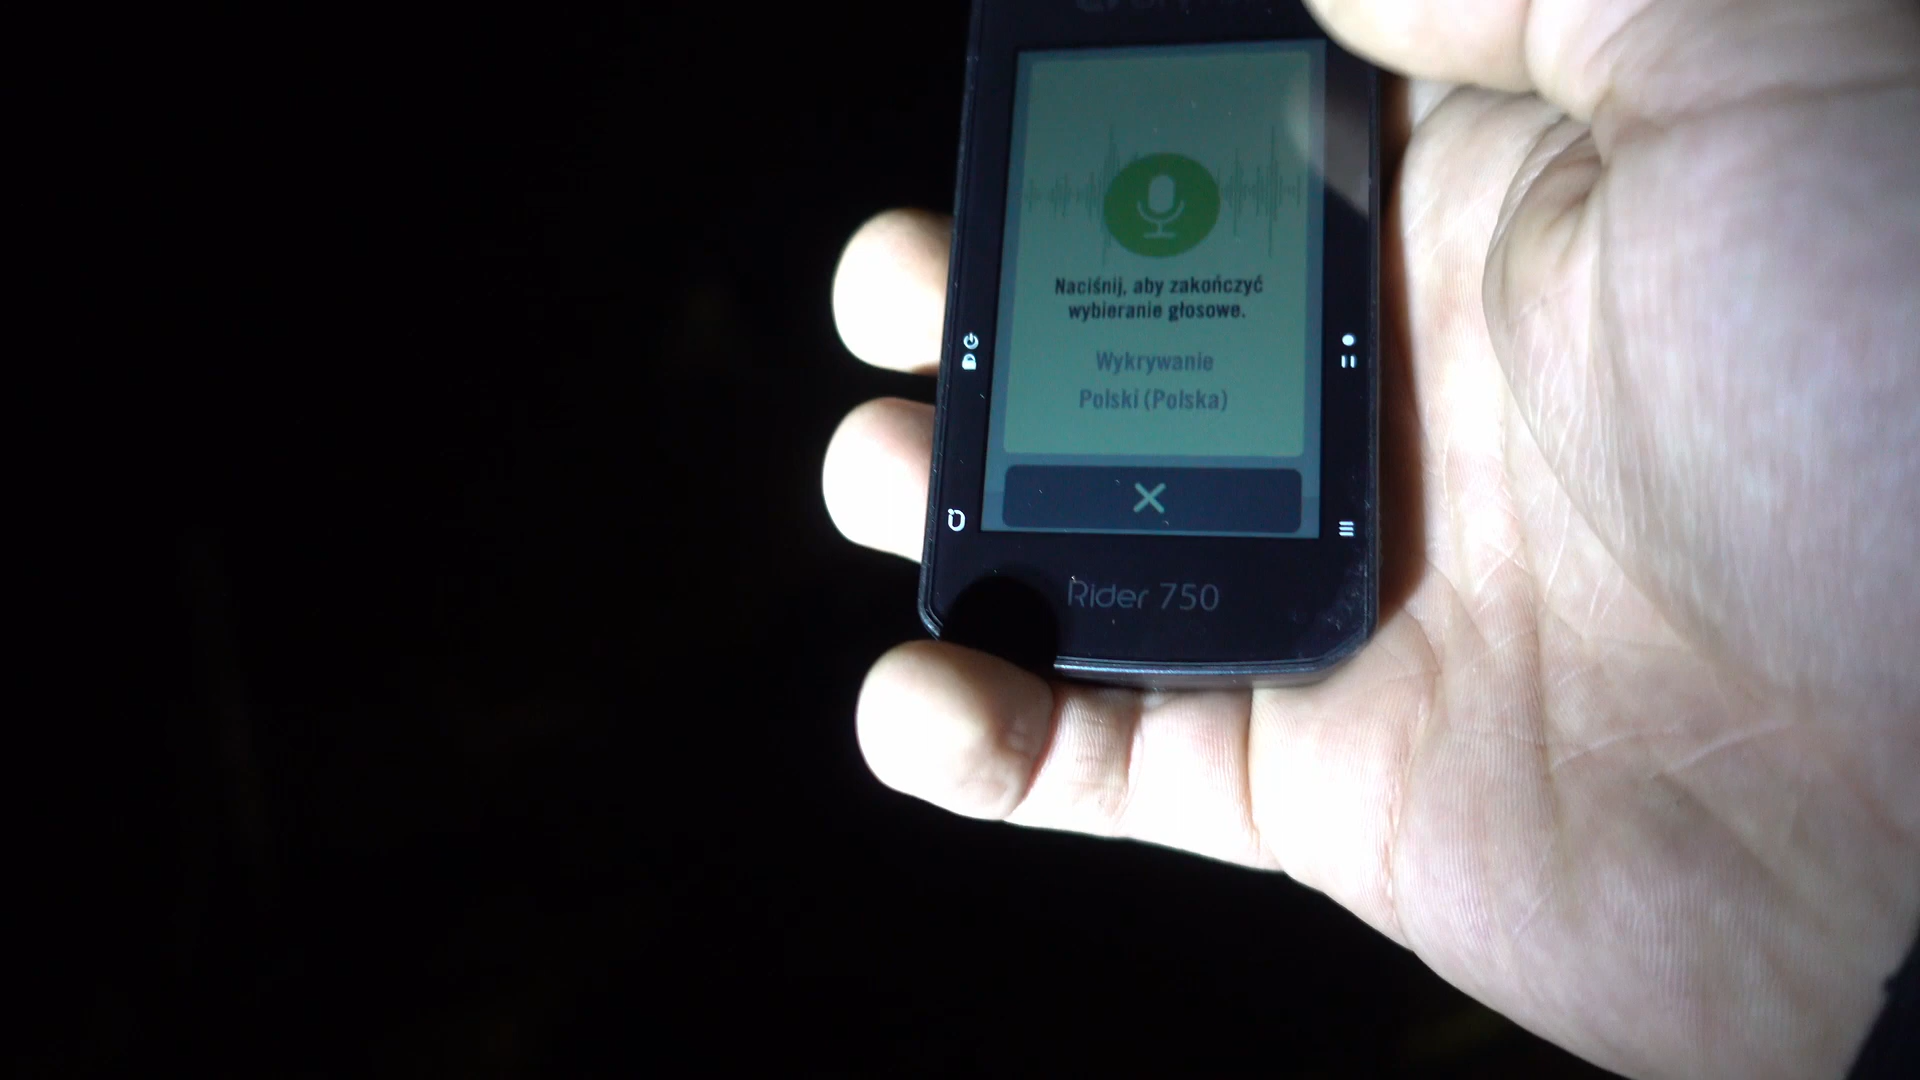 Naciśnij, aby zakończyć
wybieranie głosowe.
Wykrywanie
Polski (Polska)
Rider 750